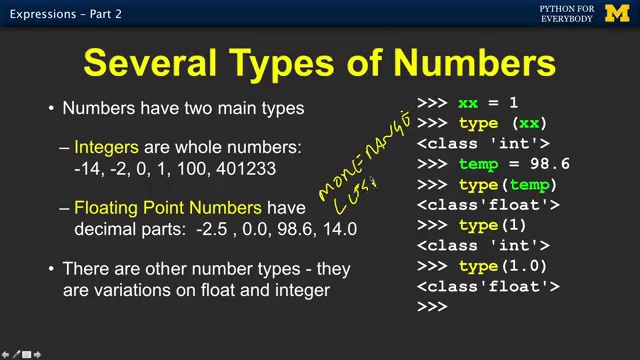 Expressions – Part 2
PYTHON FOR
EVERYBODY
Several Types of Numbers
• Numbers have two main types
– Integers are whole numbers:
-14, -2, 0, 1, 100, 401233
– Floating Point Numbers have
decimal parts: -2.5 , 0.0, 98.6, 14.0
• There are other number types - they
are variations on float and integer
MORE RANGE
>>> xx = 1
>>> type (xx)
<class 'int'>
>>> temp = 98.6
>>> type(temp)
<class'float'>
>>> type(1)
<class 'int'>
>>> type(1.0)
<class'float'>
>>>